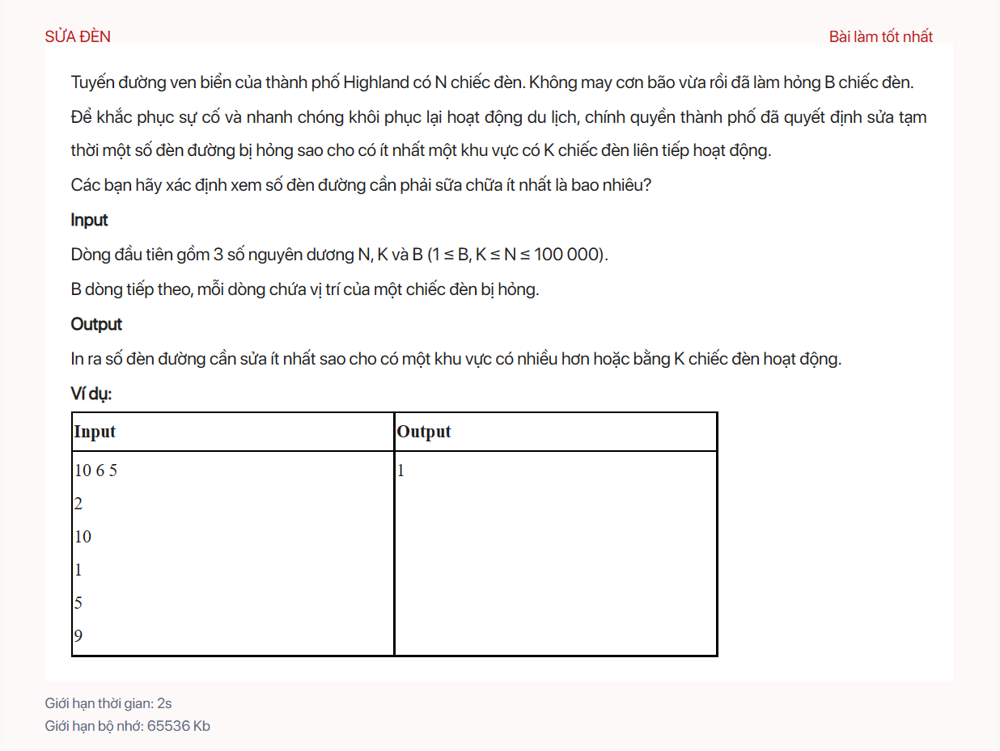 SỬA ĐÈN
Bài làm tốt nhất
Tuyến đường ven biển của thành phố Highland có N chiếc đèn. Không may cơn bão vừa rồi đã làm hỏng B chiếc đèn.
Để khắc phục sự cố và nhanh chóng khôi phục lại hoạt động du lịch, chính quyền thành phố đã quyết định sửa tạm
thời một số đèn đường bị hỏng sao cho có ít nhất một khu vực có K chiếc đèn liên tiếp hoạt động.
Các bạn hãy xác định xem số đèn đường cần phải sữa chữa ít nhất là bao nhiêu?
Input
Dòng đầu tiên gồm 3 số nguyên dương N, K và B (1 ≤ B, K ≤ N ≤ 100 000).
B dòng tiếp theo, mỗi dòng chứa vị trí của một chiếc đèn bị hỏng.
Output
In ra số đèn đường cần sửa ít nhất sao cho có một khu vực có nhiều hơn hoặc bằng K chiếc đèn hoạt động.
Ví dụ:
Input
Output
10 6 5
1
2
10
1
5
9
Giới hạn thời gian: 2s
Giới hạn bộ nhớ: 65536 Kb